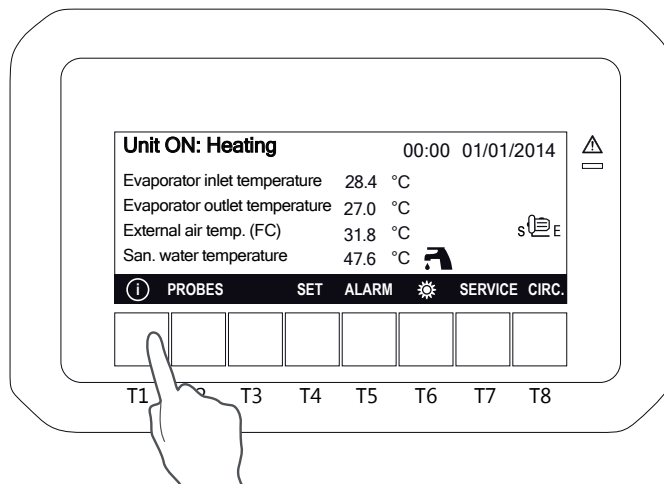 Unit ON: Heating 00:00 01/01/2014
Evaporator inlet temperature 28.4 °C
Evaporator outlet temperature 27.0 °C
External air temp. (FC) 31.8 °C S E
San. water temperature 47.6 °C
i PROBES SET ALARM SERVICE CIRC.
T1 T3 T4 T5 T6 T7 T8